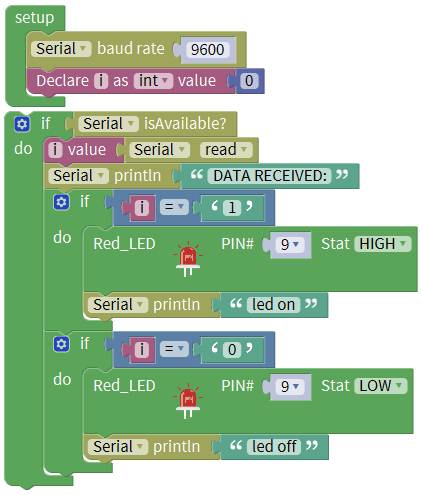 setup
Serial baud rate 9600
Declare i as int value 0
if Serial isAvailable?
do i value Serial read
Serial println “ DATA RECEIVED: ”
if i = ‘ 1 ’
do Red_LED PIN# 9 Stat HIGH
Serial println “ led on ”
if i = ‘ 0 ’
do Red_LED PIN# 9 Stat LOW
Serial println “ led off ”